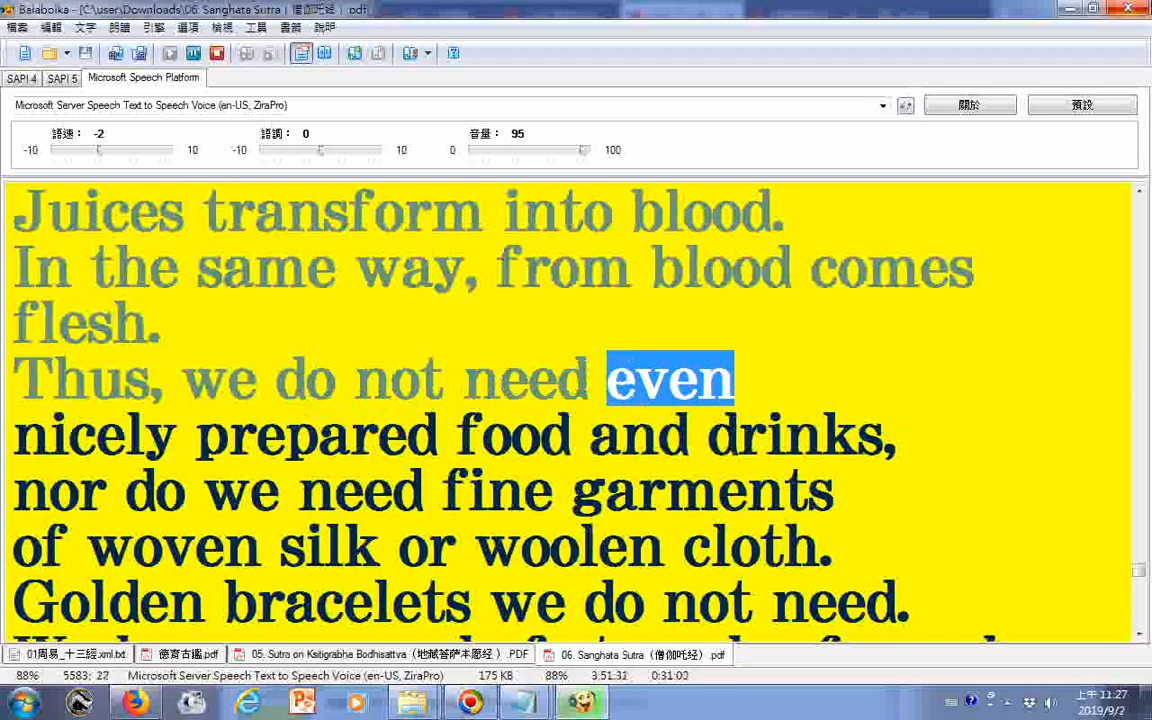 Balabolka - [C:\user\Downloads\06. Sanghata Sutra（僧伽吒经）.pdf]
檔案 編輯 文字 朗讀 引擎 選項 檢視 工具 書籤 說明
SAPI 4 SAPI 5 Microsoft Speech Platform
Microsoft Server Speech Text to Speech Voice (en-US, ZiraPro) 關於 預設
語速： -2 語調： 0 音量： 95
-10 10 -10 10 0 100
Juices transform into blood.
In the same way, from blood comes
flesh.
Thus, we do not need even
nicely prepared food and drinks,
nor do we need fine garments
of woven silk or woolen cloth.
Golden bracelets we do not need.
01周易_十三經.xml.txt 德育古鑑.pdf 05. Sutra on Ksitigrabha Bodhisattva（地藏菩萨本愿经）.PDF 06. Sanghata Sutra（僧伽吒经）.pdf
88% 5583; 27 Microsoft Server Speech Text to Speech Voice (en-US, ZiraPro) 175 KB 88% 3:51:31 0:31:00
上午 11:27
2019/9/2